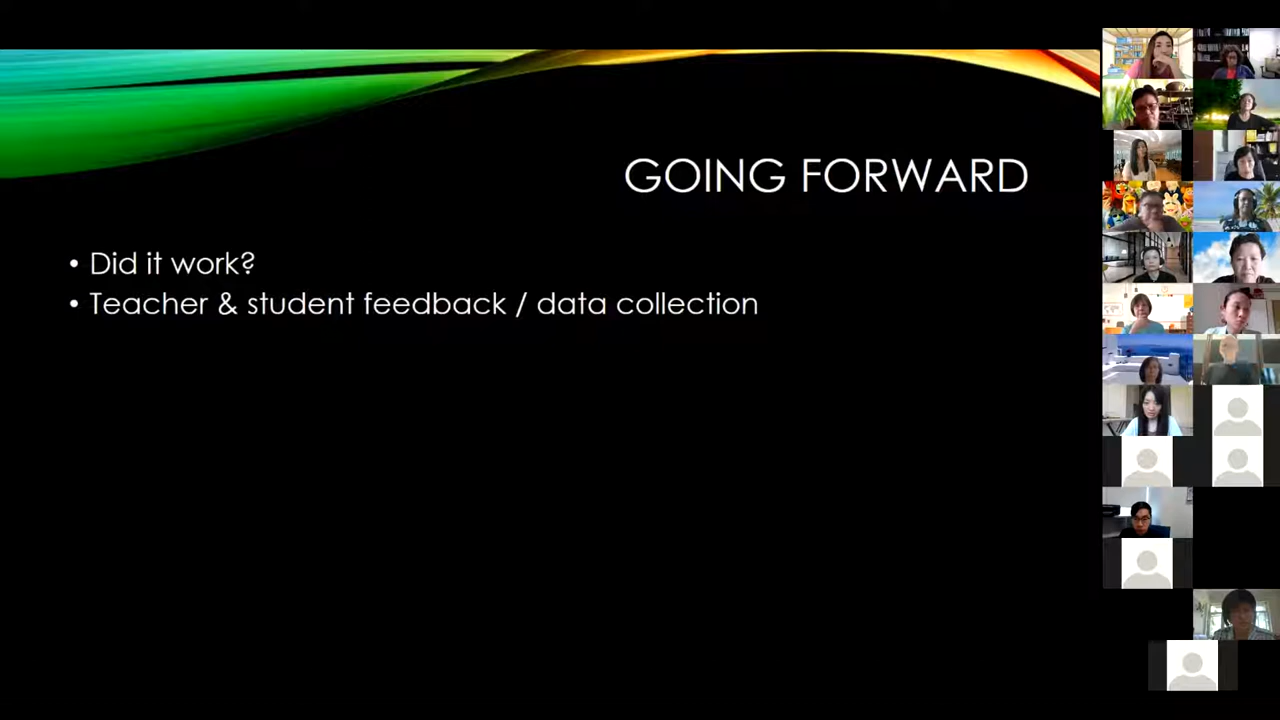 GOING FORWARD
• Did it work?
• Teacher & student feedback / data collection